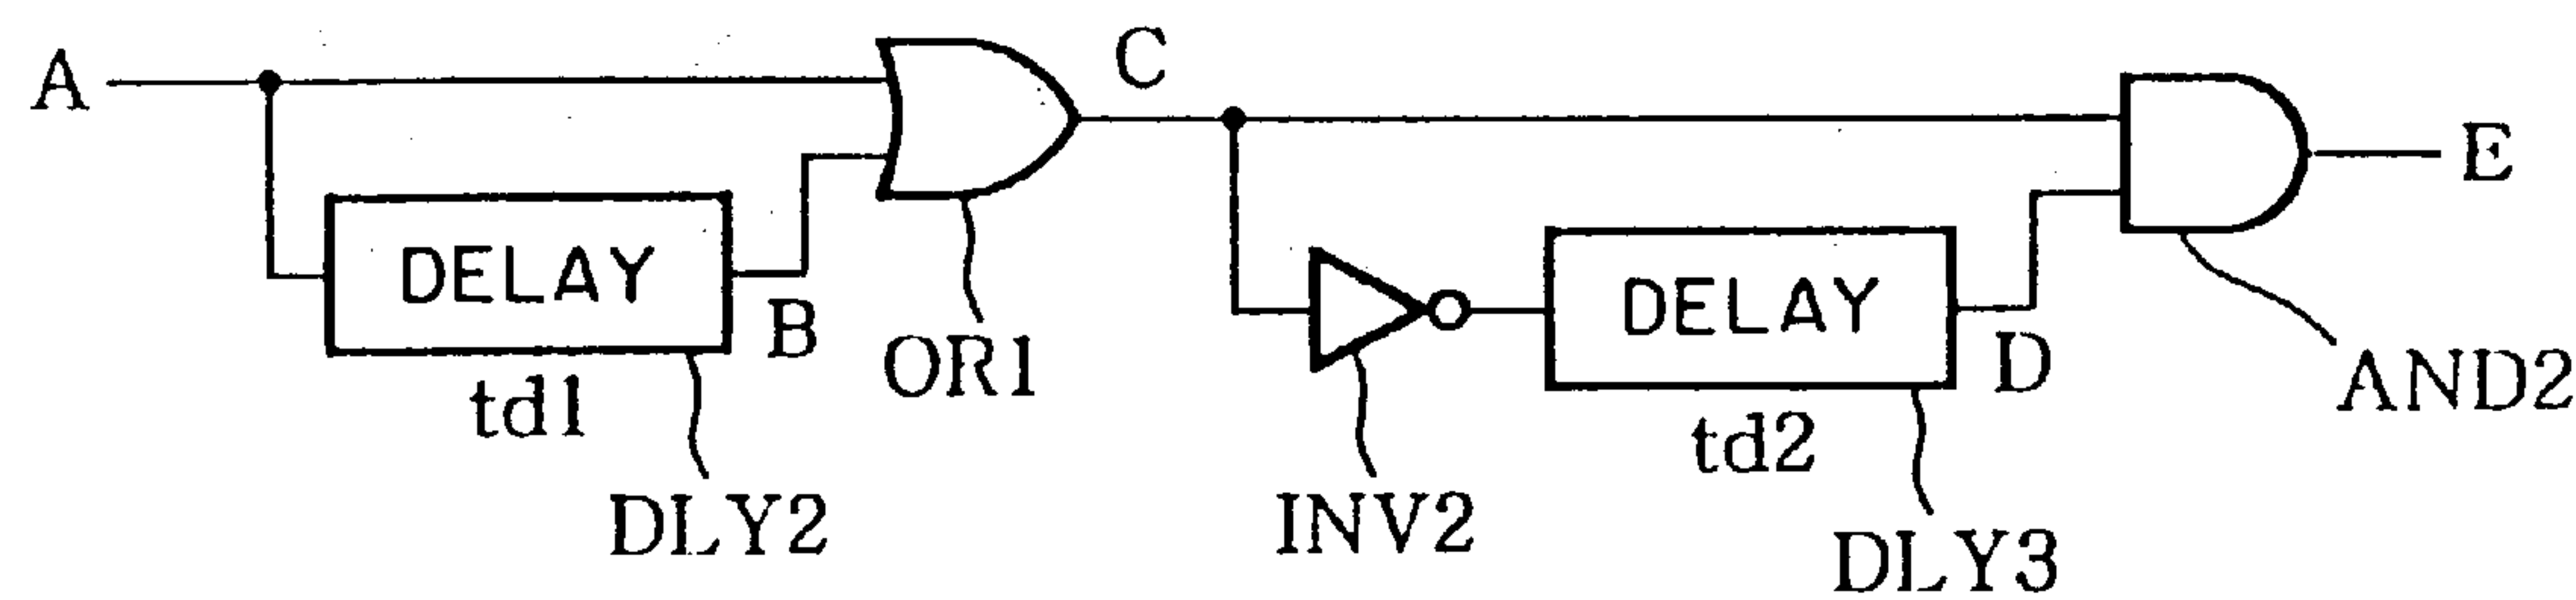 A
C
E
DELAY
B
OR1
td1
DLY2
DELAY
D
AND2
INV2
td2
DLY3